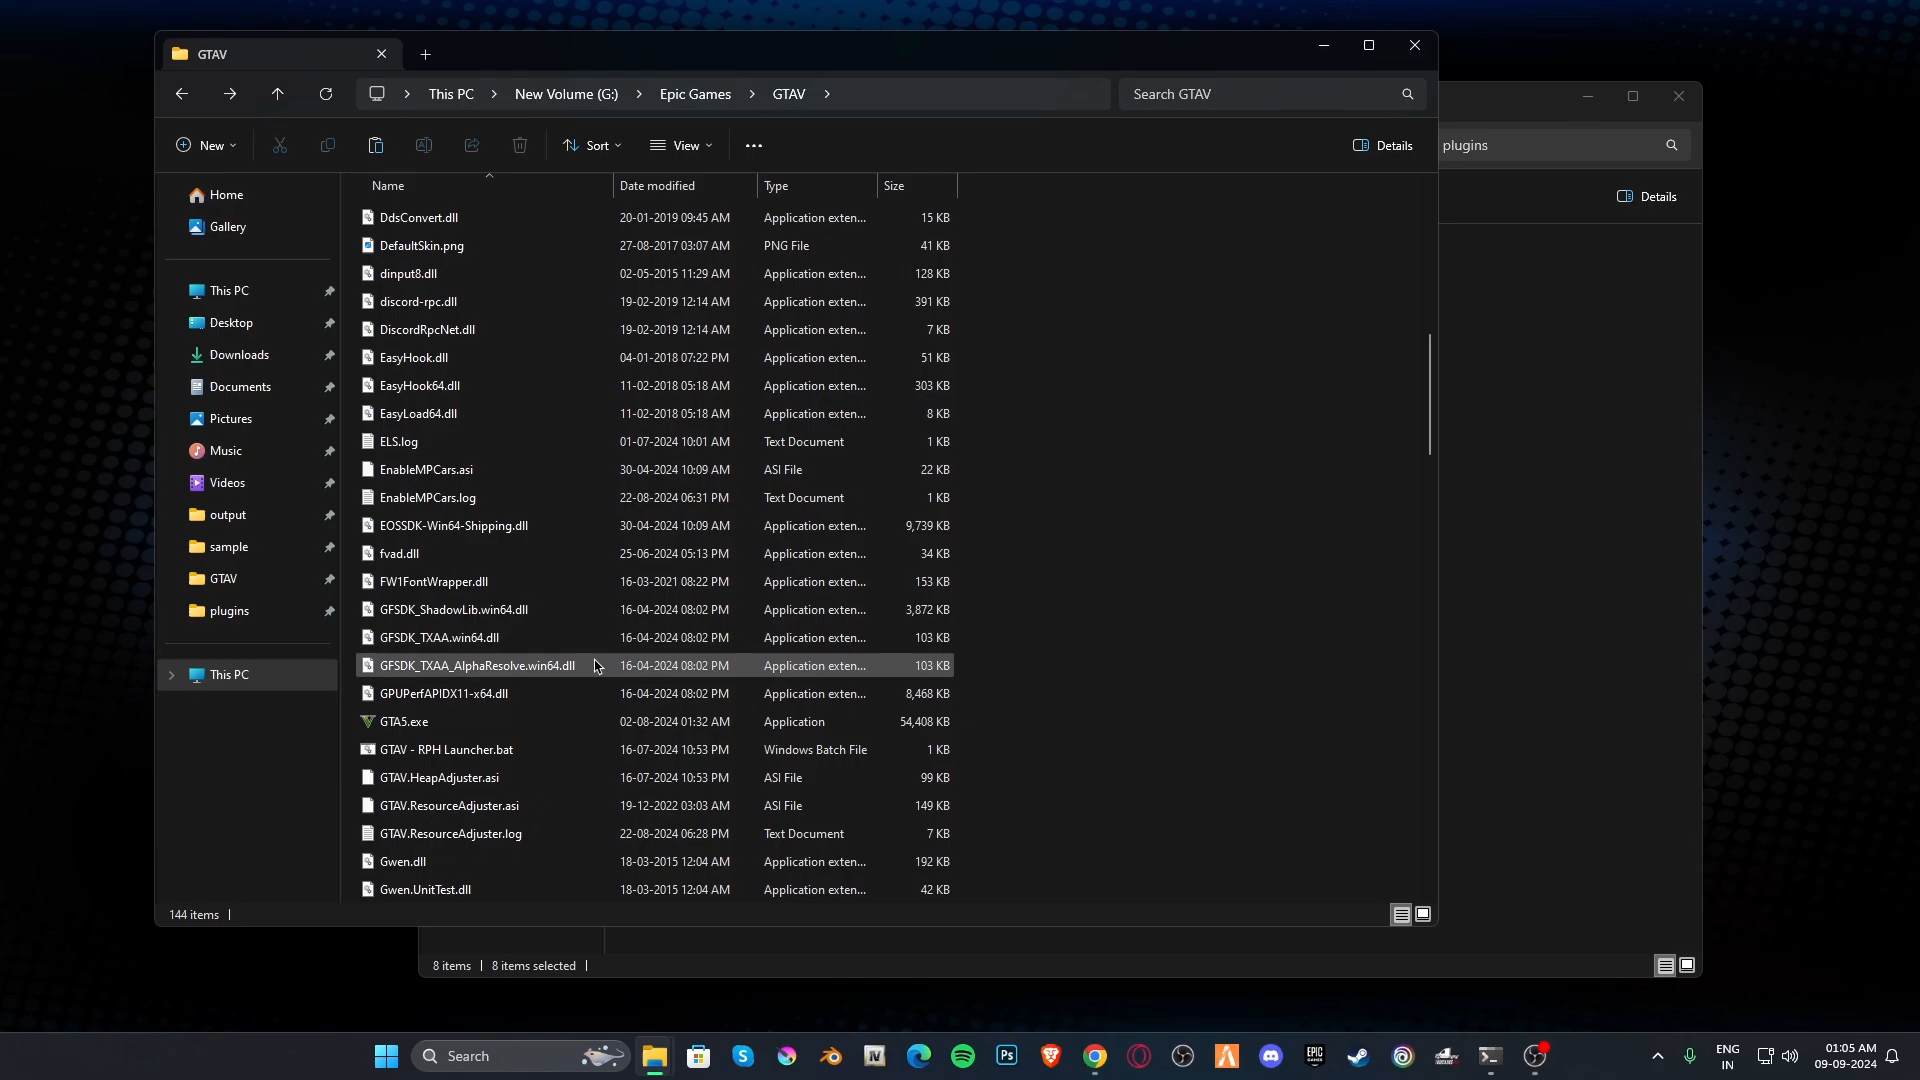 GTAV
This PC > New Volume (G:) > Epic Games > GTAV >
Search GTAV
New
Sort
View
Details
plugins
Details
Home
Gallery
This PC
Desktop
Downloads
Documents
Pictures
Music
Videos
output
sample
GTAV
plugins
This PC
Name Date modified Type Size
DdsConvert.dll 20-01-2019 09:45 AM Application exten... 15 KB
DefaultSkin.png 27-08-2017 03:07 AM PNG File 41 KB
dinput8.dll 02-05-2015 11:29 AM Application exten... 128 KB
discord-rpc.dll 19-02-2019 12:14 AM Application exten... 391 KB
DiscordRpcNet.dll 19-02-2019 12:14 AM Application exten... 7 KB
EasyHook.dll 04-01-2018 07:22 PM Application exten... 51 KB
EasyHook64.dll 11-02-2018 05:18 AM Application exten... 303 KB
EasyLoad64.dll 11-02-2018 05:18 AM Application exten... 8 KB
ELS.log 01-07-2024 10:01 AM Text Document 1 KB
EnableMPCars.asi 30-04-2024 10:09 AM ASI File 22 KB
EnableMPCars.log 22-08-2024 06:31 PM Text Document 1 KB
EOSSDK-Win64-Shipping.dll 30-04-2024 10:09 AM Application exten... 9,739 KB
fvad.dll 25-06-2024 05:13 PM Application exten... 34 KB
FW1FontWrapper.dll 16-03-2021 08:22 PM Application exten... 153 KB
GFSDK_ShadowLib.win64.dll 16-04-2024 08:02 PM Application exten... 3,872 KB
GFSDK_TXAA.win64.dll 16-04-2024 08:02 PM Application exten... 103 KB
GFSDK_TXAA_AlphaResolve.win64.dll 16-04-2024 08:02 PM Application exten... 103 KB
GPUPerfAPIDX11-x64.dll 16-04-2024 08:02 PM Application exten... 8,468 KB
GTA5.exe 02-08-2024 01:32 AM Application 54,408 KB
GTAV - RPH Launcher.bat 16-07-2024 10:53 PM Windows Batch File 1 KB
GTAV.HeapAdjuster.asi 16-07-2024 10:53 PM ASI File 99 KB
GTAV.ResourceAdjuster.asi 19-12-2022 03:03 AM ASI File 149 KB
GTAV.ResourceAdjuster.log 22-08-2024 06:28 PM Text Document 7 KB
Gwen.dll 18-03-2015 12:04 AM Application exten... 192 KB
Gwen.UnitTest.dll 18-03-2015 12:04 AM Application exten... 42 KB
144 items
8 items 8 items selected
Search
Ps
EPIC GAMES
ENG
IN
01:05 AM
09-09-2024